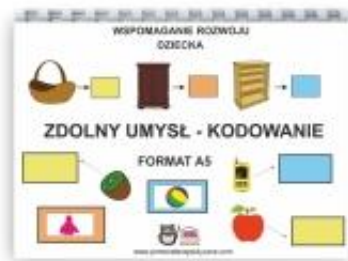 WSPOMAGANIE ROZWOJU
DZIECKA
ZDOLNY UMYSŁ - KODOWANIE
FORMAT A5